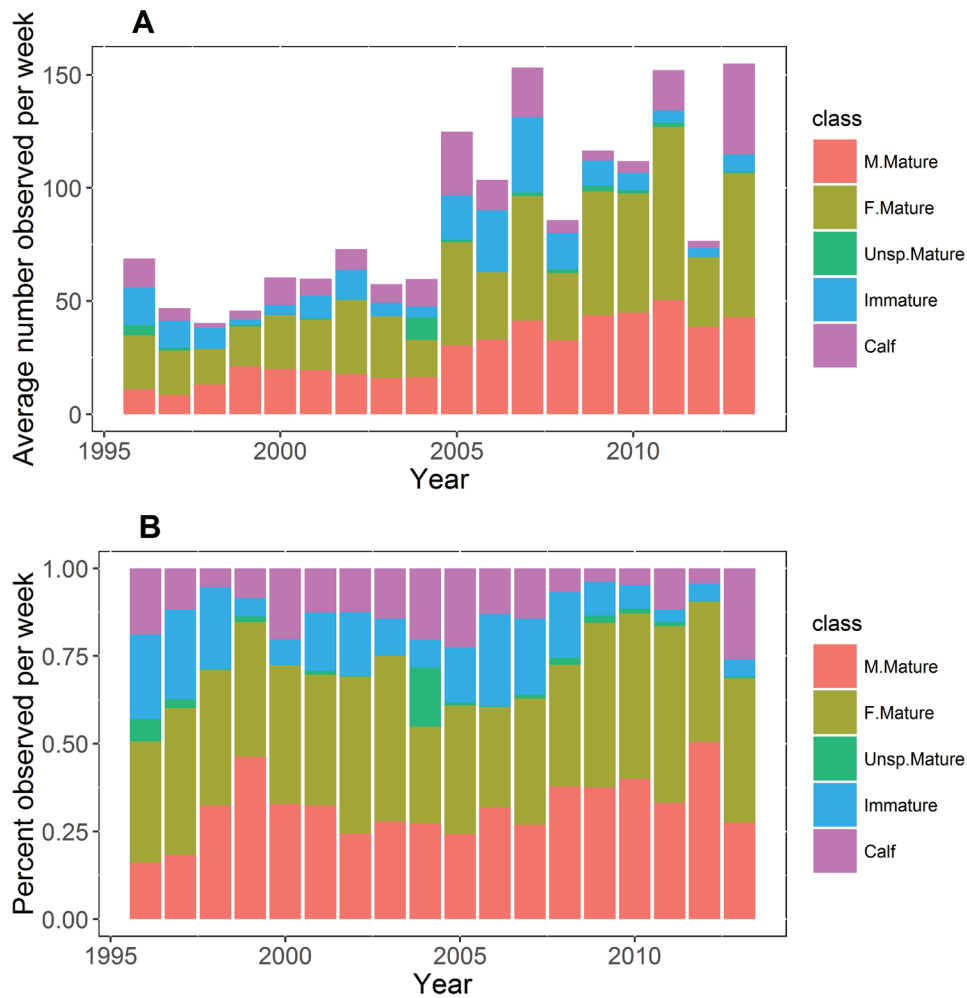 A
Average number observed per week
150
100
50
0
1995
2000
2005
2010
Year
class
M.Mature
F.Mature
Unsp.Mature
Immature
Calf
B
Percent observed per week
1.00
0.75
0.50
0.25
0.00
1995
2000
2005
2010
Year
class
M.Mature
F.Mature
Unsp.Mature
Immature
Calf